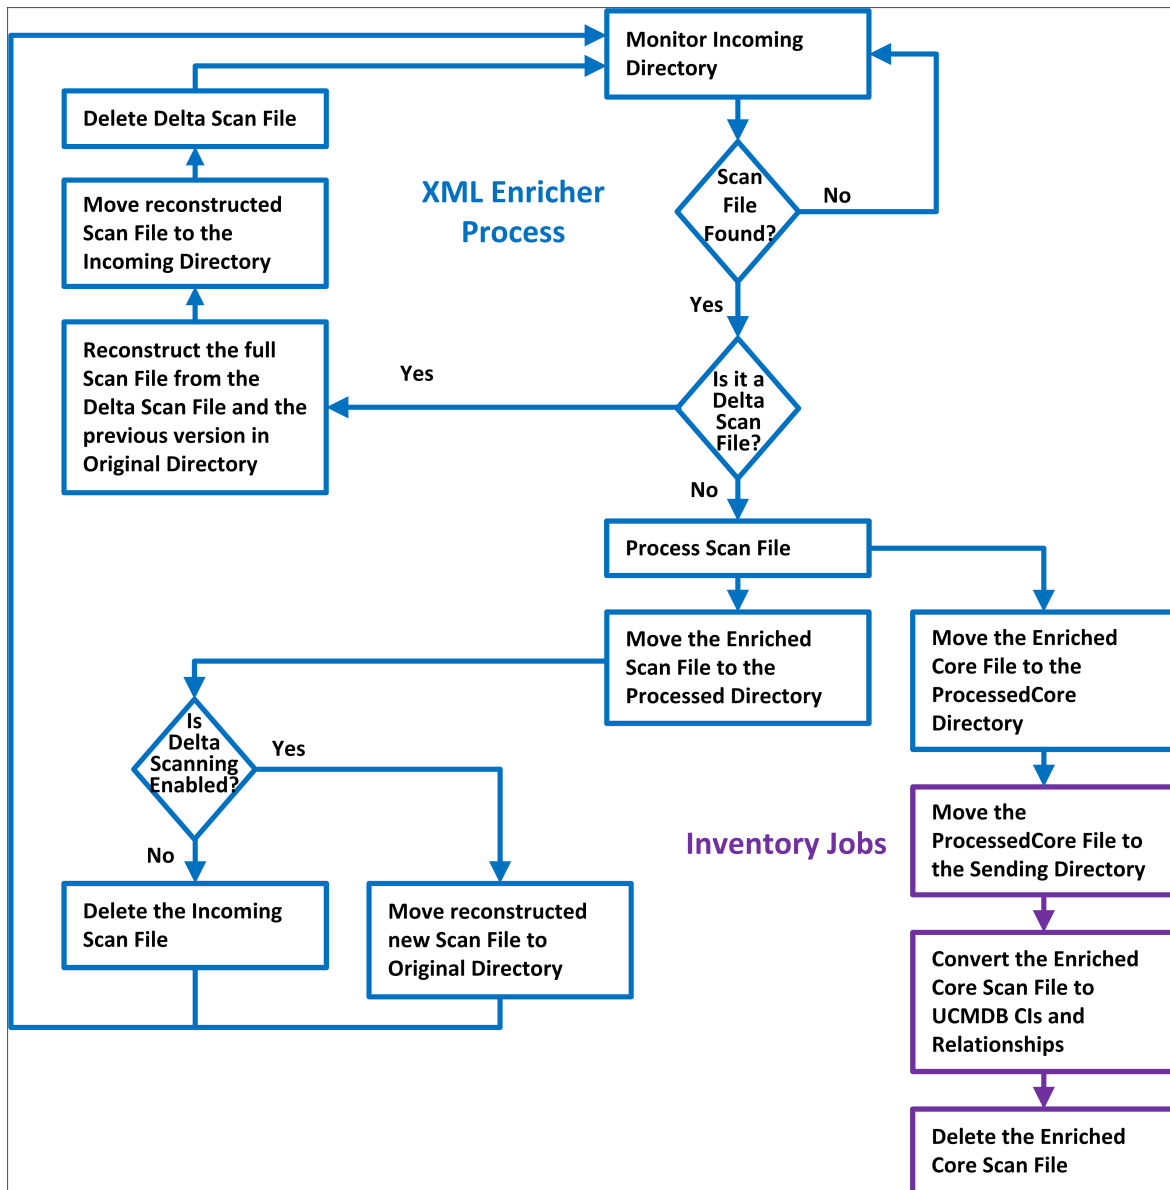 Monitor Incoming
Directory
Delete Delta Scan File
Scan
File
Found?
No
XML Enricher
Process
Move reconstructed
Scan File to the
Incoming Directory
Yes
Reconstruct the full
Scan File from the
Delta Scan File and the
previous version in
Original Directory
Yes
Is it a
Delta
Scan
File?
No
Process Scan File
Move the Enriched
Scan File to the
Processed Directory
Move the Enriched
Core File to the
ProcessedCore
Directory
Is
Delta
Scanning
Enabled?
Yes
No
Inventory Jobs
Move the
ProcessedCore File to
the Sending Directory
Delete the Incoming
Scan File
Move reconstructed
new Scan File to
Original Directory
Convert the Enriched
Core Scan File to
UCMDB CIs and
Relationships
Delete the Enriched
Core Scan File